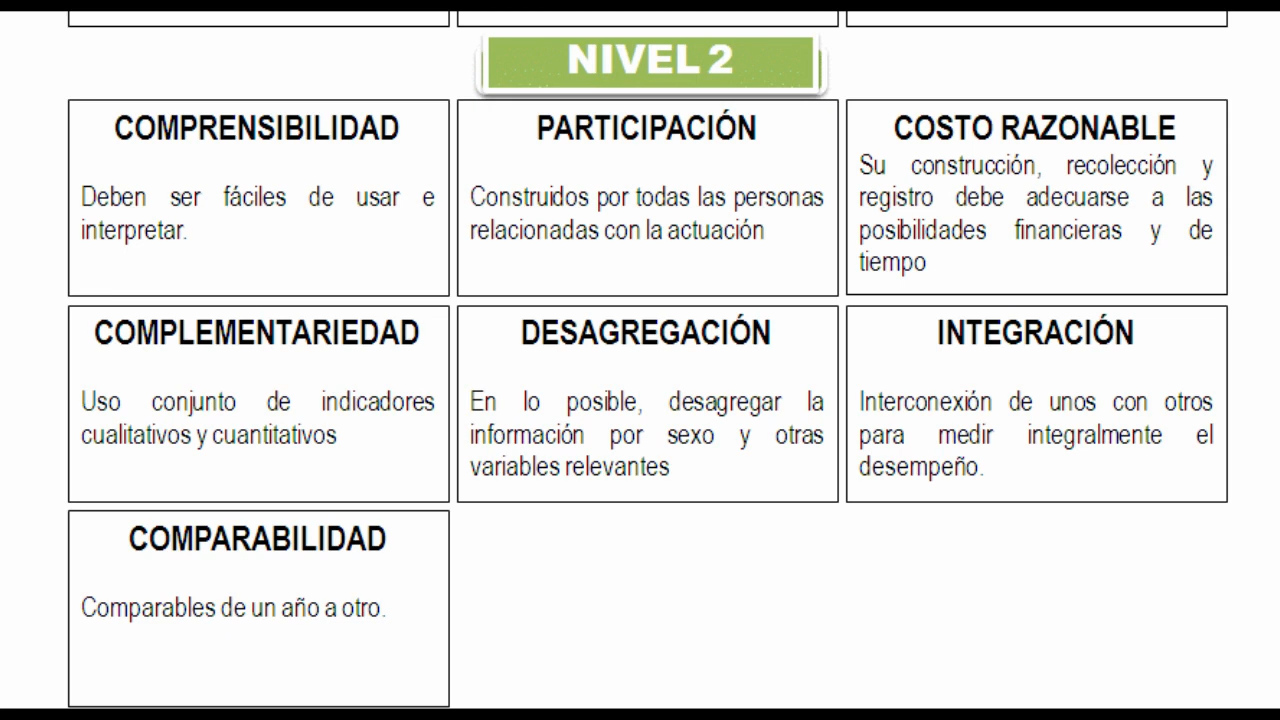 NIVEL 2
COMPRENSIBILIDAD
Deben ser fáciles de usar e
interpretar.
PARTICIPACIÓN
Construidos por todas las personas
relacionadas con la actuación
COSTO RAZONABLE
Su construcción, recolección y
registro debe adecuarse a las
posibilidades financieras y de
tiempo
COMPLEMENTARIEDAD
Uso conjunto de indicadores
cualitativos y cuantitativos
DESAGREGACIÓN
En lo posible, desagregar la
información por sexo y otras
variables relevantes
INTEGRACIÓN
Interconexión de unos con otros
para medir integralmente el
desempeño.
COMPARABILIDAD
Comparables de un año a otro.